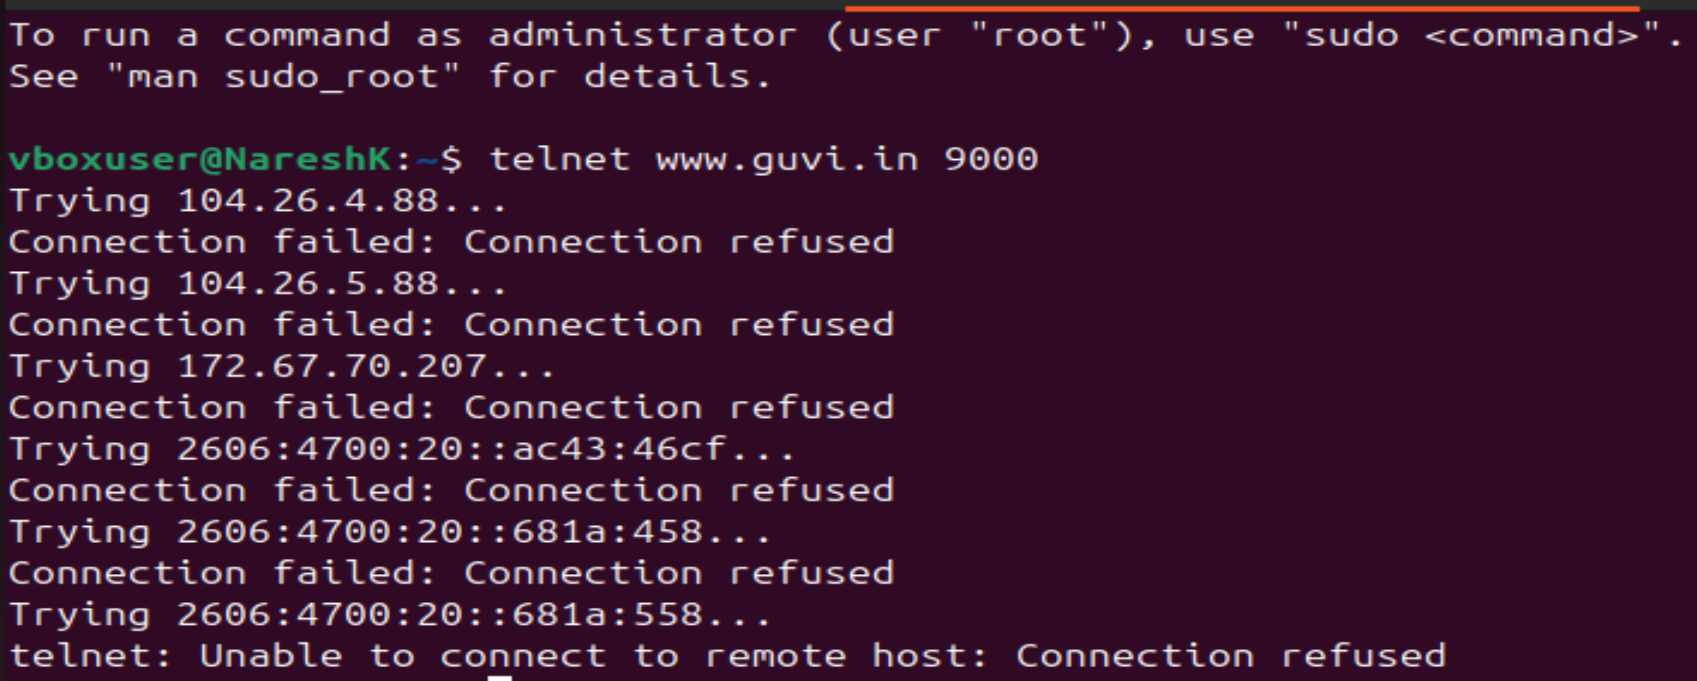 To run a command as administrator (user "root"), use "sudo <command>".
See "man sudo_root" for details.
vboxuser@NareshK:~$ telnet www.guvi.in 9000
Trying 104.26.4.88...
Connection failed: Connection refused
Trying 104.26.5.88...
Connection failed: Connection refused
Trying 172.67.70.207...
Connection failed: Connection refused
Trying 2606:4700:20::ac43:46cf...
Connection failed: Connection refused
Trying 2606:4700:20::681a:458...
Connection failed: Connection refused
Trying 2606:4700:20::681a:558...
telnet: Unable to connect to remote host: Connection refused